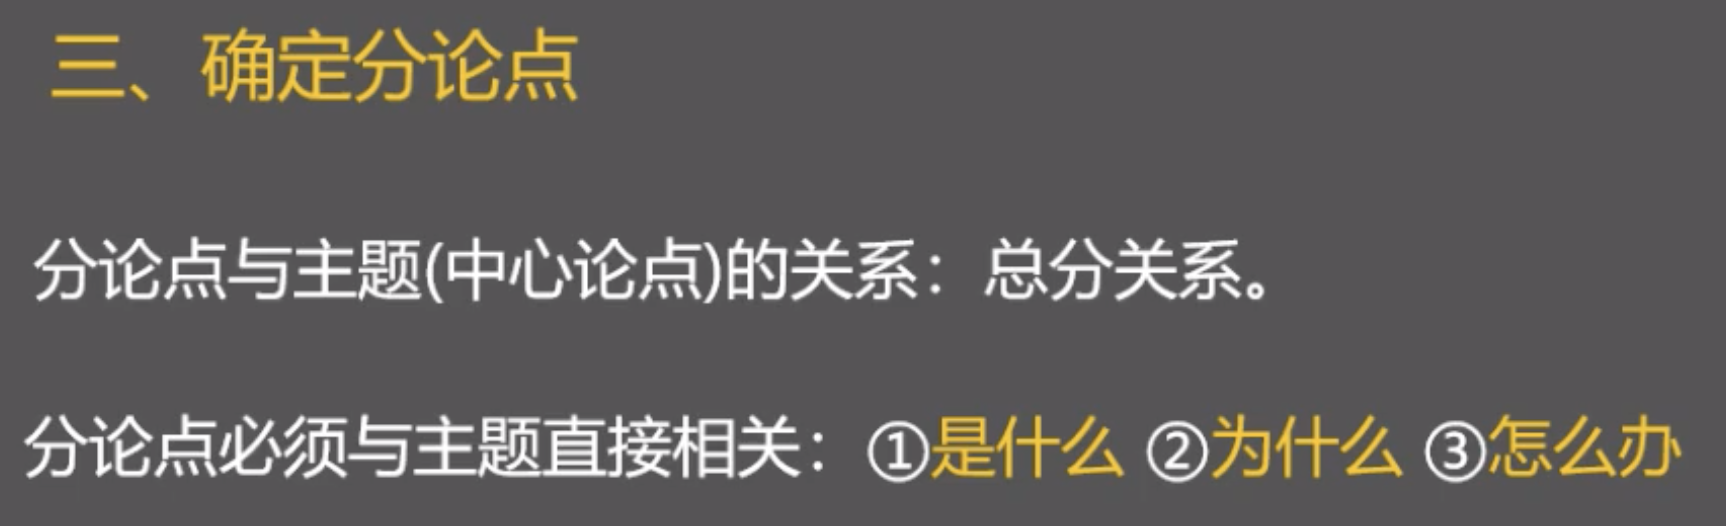 三、确定分论点
分论点与主题(中心论点)的关系：总分关系。
分论点必须与主题直接相关：①是什么 ②为什么 ③怎么办